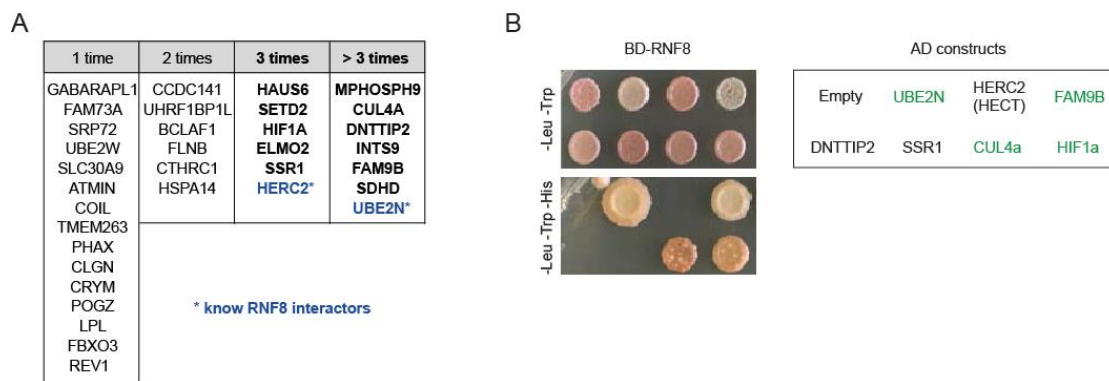 A
1 time 2 times 3 times > 3 times
GABARAPL1 CCDC141 HAUS6 MPHOSPH9
FAM73A UHRF1BP1L SETD2 CUL4A
SRP72 BCLAF1 HIF1A DNTTIP2
UBE2W FLNB ELMO2 INTS9
SLC30A9 CTHRC1 SSR1 FAM9B
ATMIN HSPA14 HERC2* SDHD
COIL UBE2N*
TMEM263
PHAX
CLGN
CRYM
POGZ
LPL
FBXO3
REV1
* know RNF8 interactors
B
BD-RNF8
-Leu -Trp
-Leu -Trp -His
AD constructs
Empty UBE2N HERC2 (HECT) FAM9B
DNTTIP2 SSR1 CUL4a HIF1a